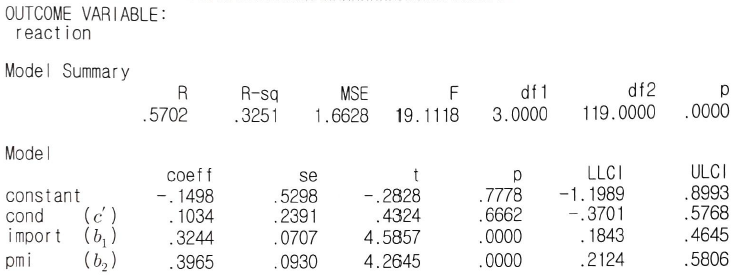 OUTCOME VARIABLE:
reaction
Model Summary
R R-sq MSE F df1 df2 p
.5702 .3251 1.6628 19.1118 3.0000 119.0000 .0000
Model
coeff se t p LLCI ULCI
constant -.1498 .5298 -.2828 .7778 -1.1989 .8993
cond (c′) .1034 .2391 .4324 .6662 -.3701 .5768
import (b₁) .3244 .0707 4.5857 .0000 .1843 .4645
pmi (b₂) .3965 .0930 4.2645 .0000 .2124 .5806